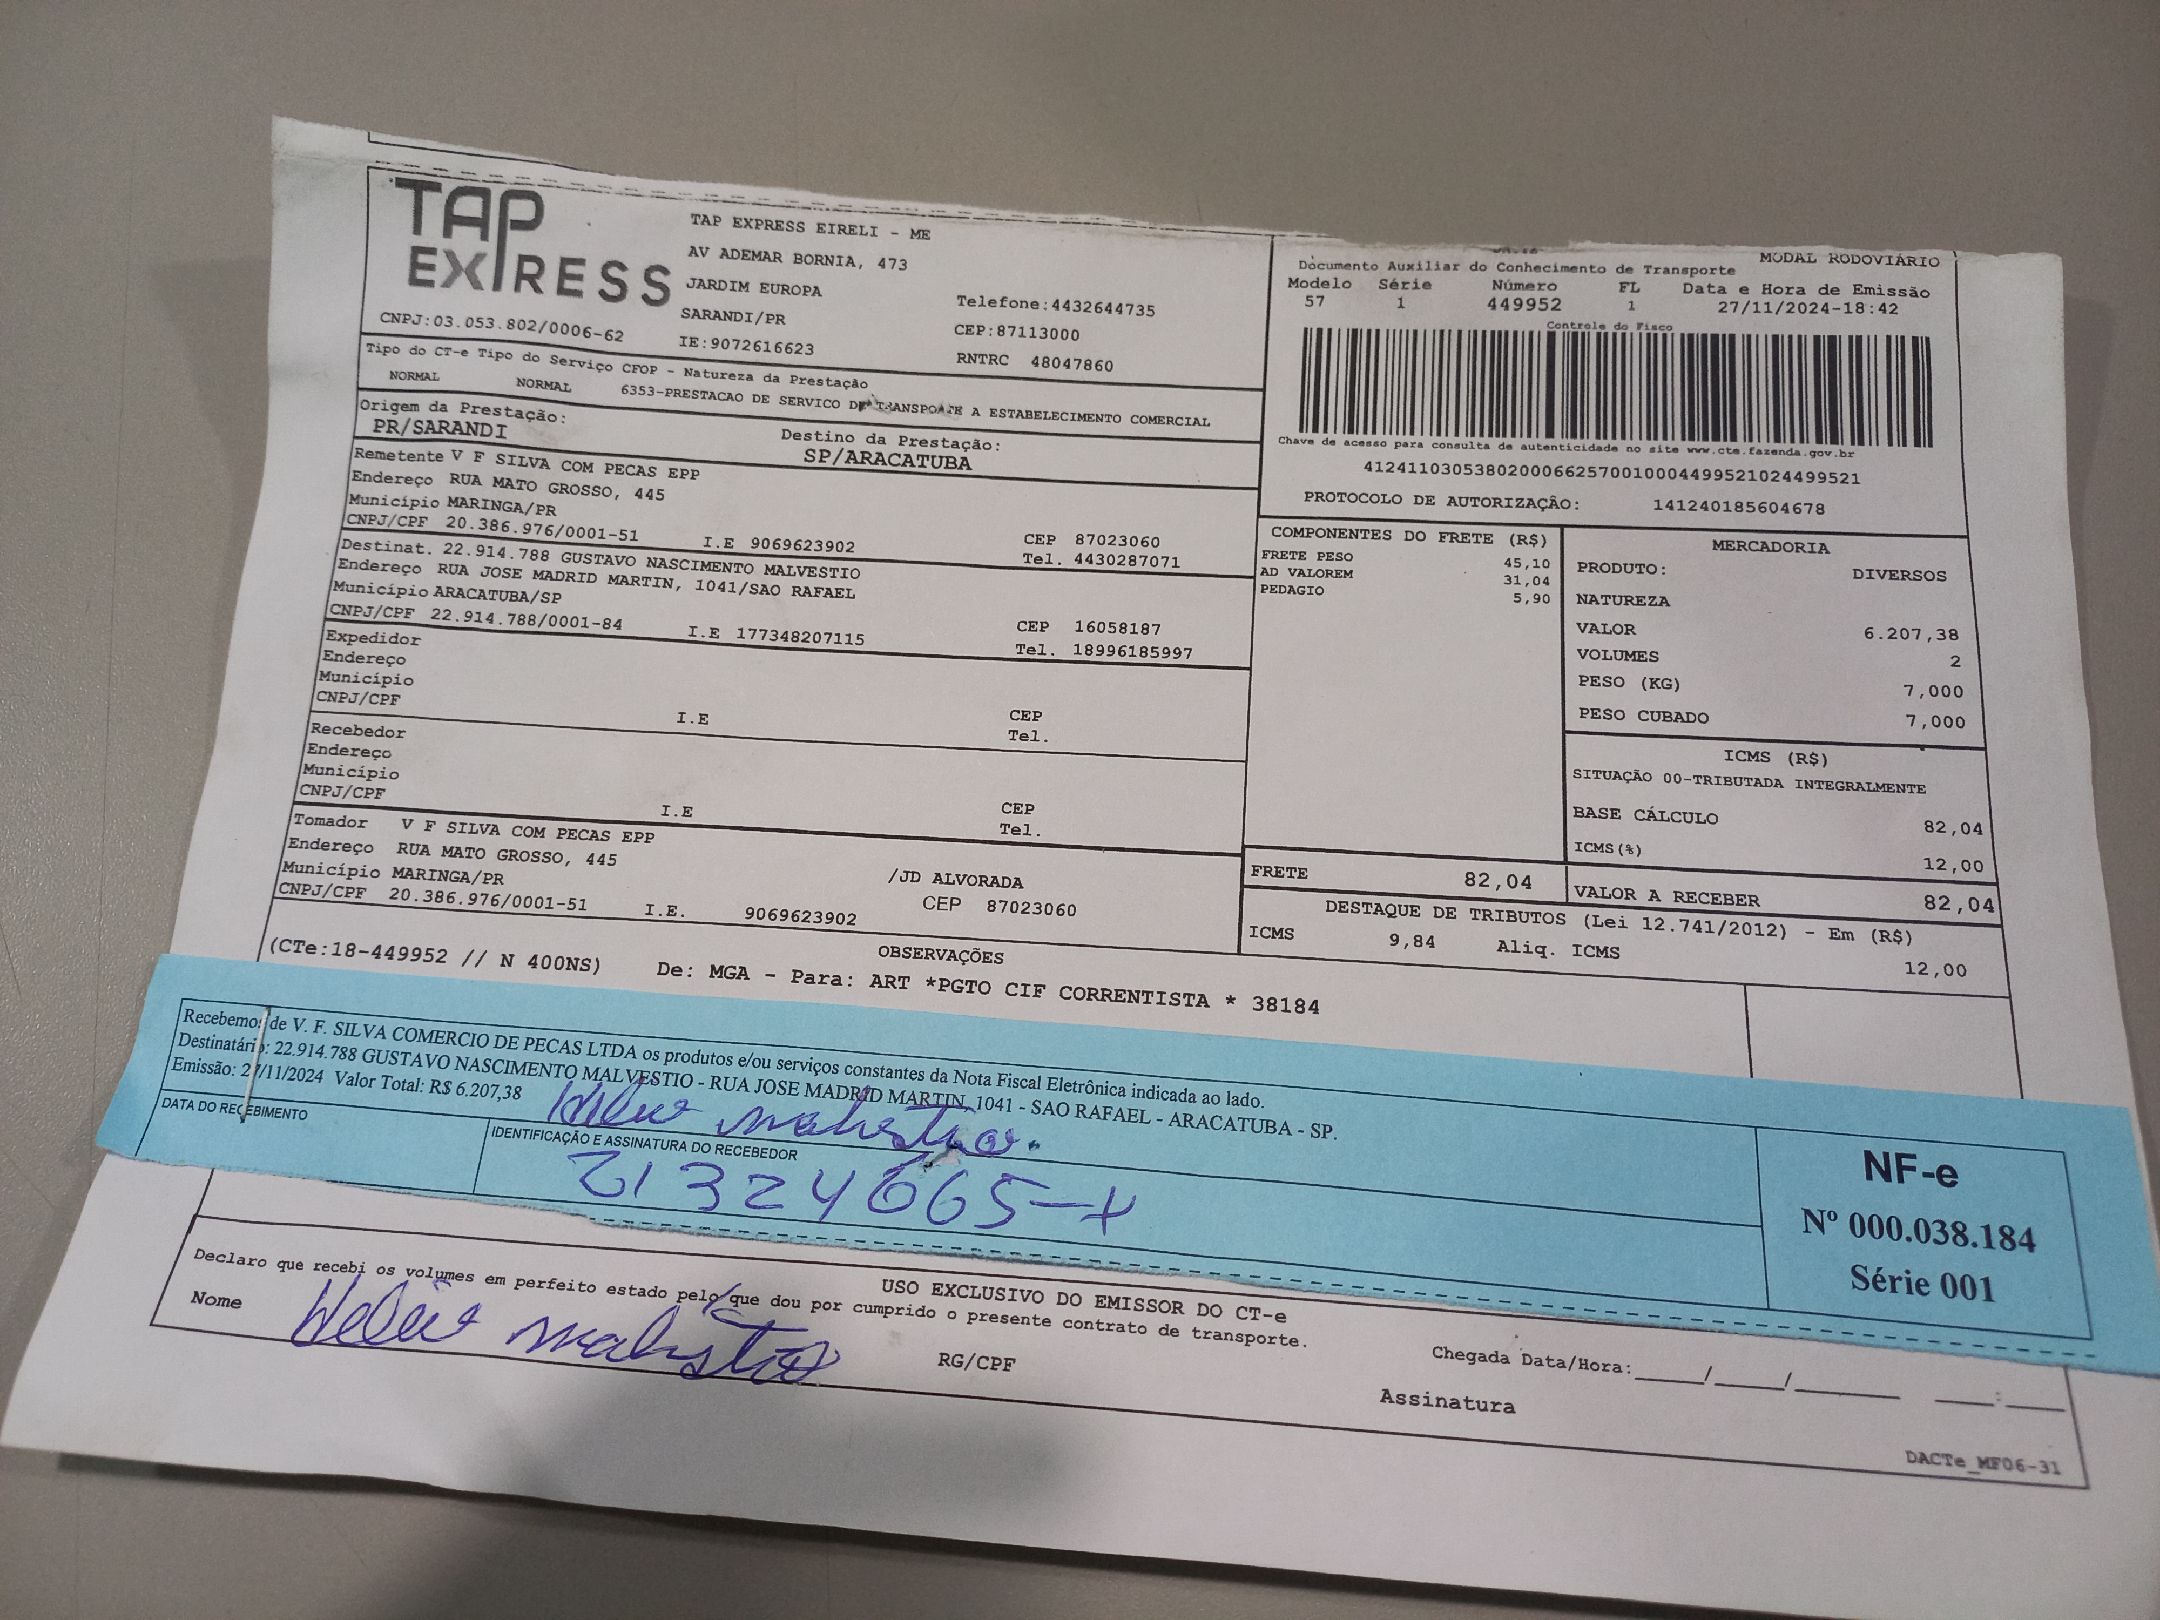 TAP
EXPRESS
TAP EXPRESS EIRELI - ME
AV ADEMAR BORNIA, 473
JARDIM EUROPA
SARANDI/PR
Telefone:4432644735
CEP:87113000
CNPJ:03.053.802/0006-62
IE:9072616623
RNTRC 48047860
MODAL RODOVIÁRIO
Documento Auxiliar do Conhecimento de Transporte
Modelo Série Número FL Data e Hora de Emissão
57 1 449952 1 27/11/2024-18:42
Controle do Fisco
Chave de acesso para consulta de autenticidade no site www.cte.fazenda.gov.br
41241103053802000662570010004499521024499521
PROTOCOLO DE AUTORIZAÇÃO: 141240185604678
Tipo do CT-e Tipo do Serviço CFOP - Natureza da Prestação
NORMAL NORMAL 6353-PRESTACAO DE SERVICO DE TRANSPORTE A ESTABELECIMENTO COMERCIAL
Origem da Prestação:
PR/SARANDI
Destino da Prestação:
SP/ARACATUBA
Remetente V F SILVA COM PECAS EPP
Endereço RUA MATO GROSSO, 445
Município MARINGA/PR
CNPJ/CPF 20.386.976/0001-51 I.E 9069623902
CEP 87023060
Tel. 4430287071
Destinat. 22.914.788 GUSTAVO NASCIMENTO MALVESTIO
Endereço RUA JOSE MADRID MARTIN, 1041/SAO RAFAEL
Município ARACATUBA/SP
CNPJ/CPF 22.914.788/0001-84 I.E 177348207115
CEP 16058187
Tel. 18996185997
Expedidor
Endereço
Município
CNPJ/CPF I.E
CEP
Tel.
Recebedor
Endereço
Município
CNPJ/CPF I.E
CEP
Tel.
Tomador V F SILVA COM PECAS EPP
Endereço RUA MATO GROSSO, 445
Município MARINGA/PR /JD ALVORADA
CNPJ/CPF 20.386.976/0001-51 I.E. 9069623902 CEP 87023060
COMPONENTES DO FRETE (R$)
FRETE PESO 45,10
AD VALOREM 31,04
PEDAGIO 5,90
MERCADORIA
PRODUTO: DIVERSOS
NATUREZA
VALOR 6.207,38
VOLUMES 2
PESO (KG) 7,000
PESO CUBADO 7,000
ICMS (R$)
SITUAÇÃO 00-TRIBUTADA INTEGRALMENTE
BASE CÁLCULO 82,04
ICMS(%) 12,00
FRETE 82,04
VALOR A RECEBER 82,04
DESTAQUE DE TRIBUTOS (Lei 12.741/2012) - Em (R$)
ICMS 9,84 Aliq. ICMS 12,00
OBSERVAÇÕES
(CTe:18-449952 // N 400NS) De: MGA - Para: ART *PGTO CIF CORRENTISTA * 38184
Recebemos de V. F. SILVA COMERCIO DE PECAS LTDA os produtos e/ou serviços constantes da Nota Fiscal Eletrônica indicada ao lado.
Destinatário: 22.914.788 GUSTAVO NASCIMENTO MALVESTIO - RUA JOSE MADRID MARTIN, 1041 - SAO RAFAEL - ARACATUBA - SP.
Emissão: 27/11/2024 Valor Total: R$ 6.207,38
DATA DO RECEBIMENTO
IDENTIFICAÇÃO E ASSINATURA DO RECEBEDOR
21324665-x
NF-e
Nº 000.038.184
Série 001
USO EXCLUSIVO DO EMISSOR DO CT-e
Declaro que recebi os volumes em perfeito estado pelo que dou por cumprido o presente contrato de transporte.
Nome
RG/CPF
Chegada Data/Hora:____/____/______ ____:____
Assinatura
DACTe_MF06-31